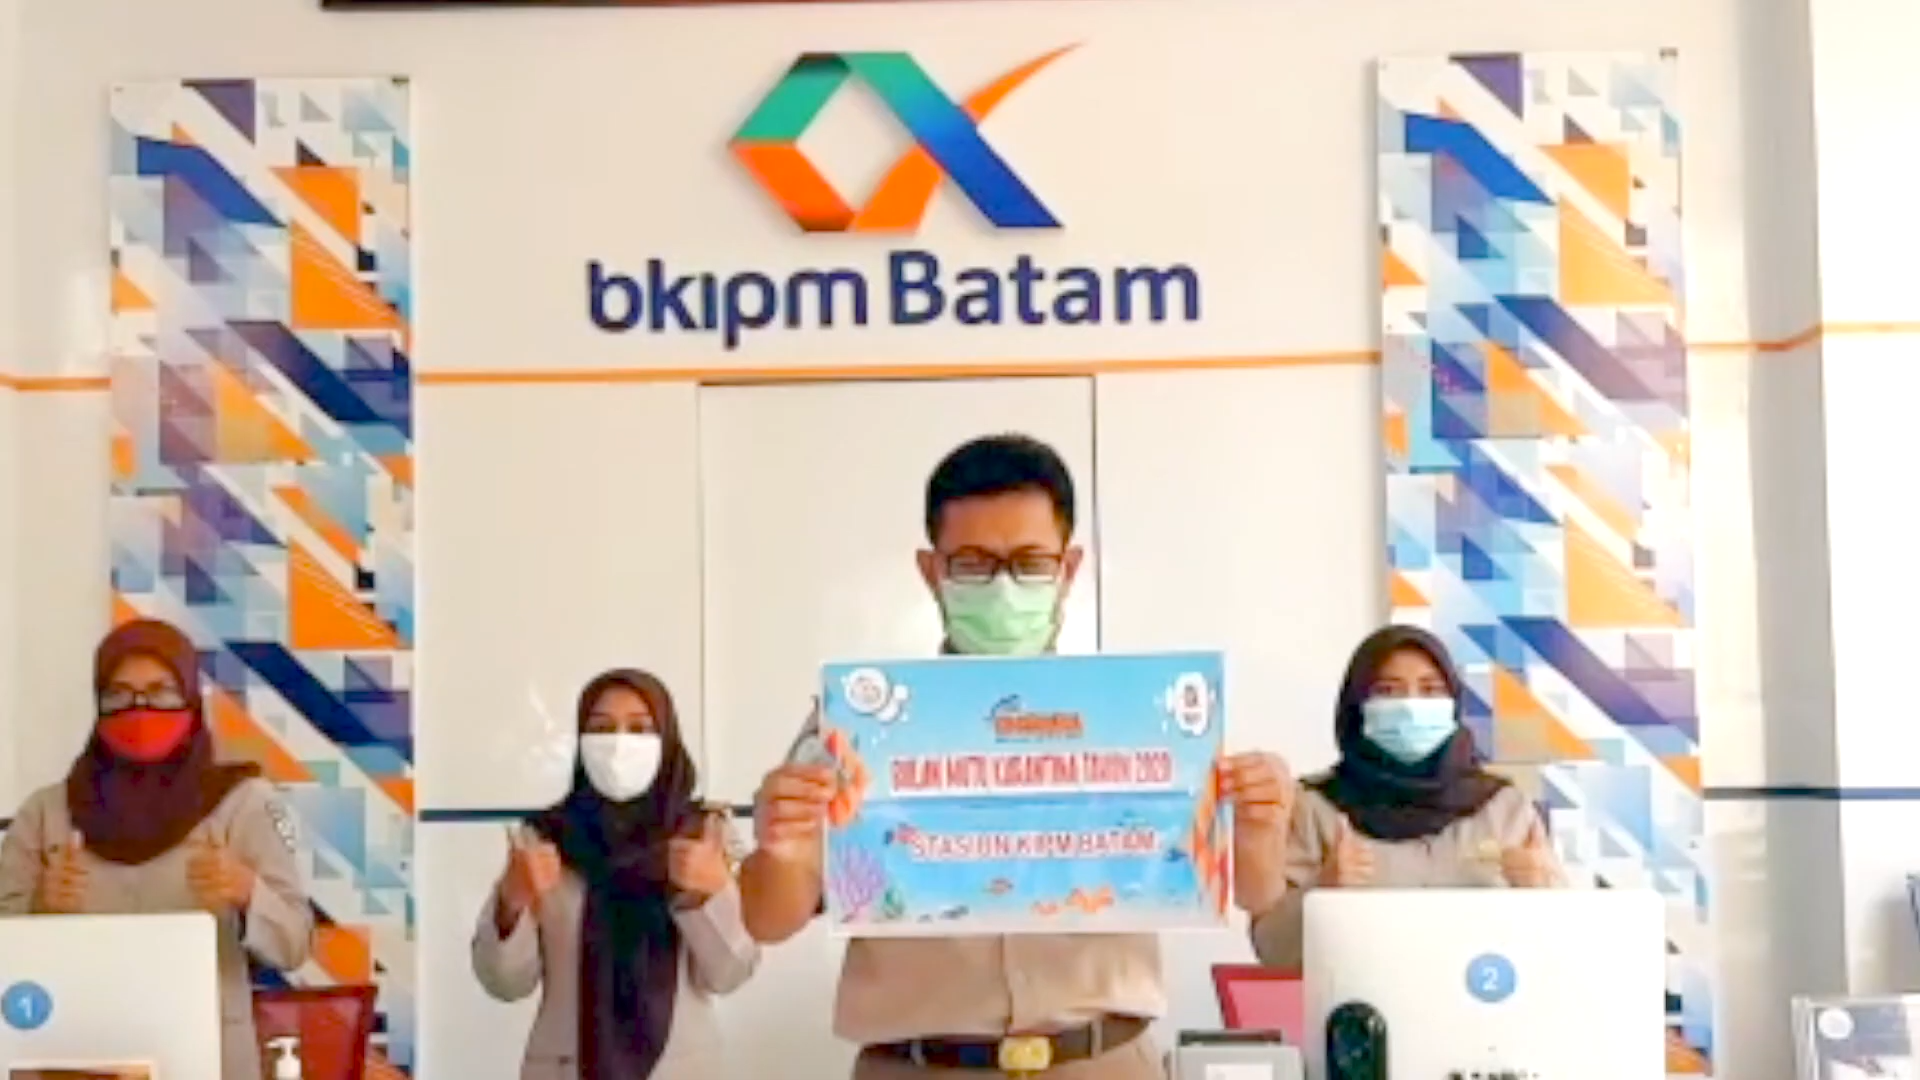 bkipm Batam
BULAN MUTU KARANTINA TAHUN 2020
STASIUN KIPM BATAM
1
2